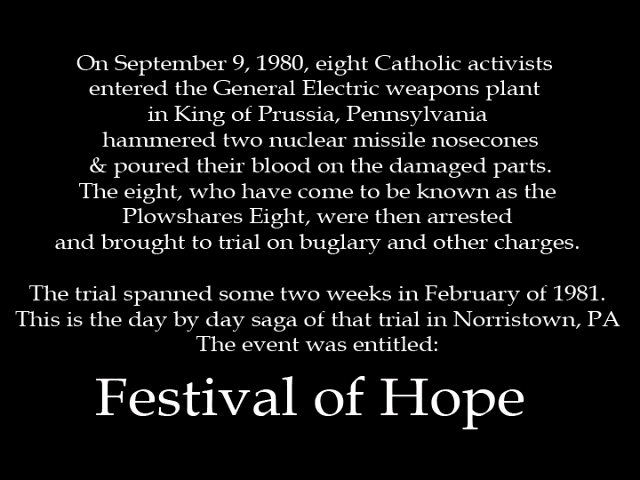 On September 9, 1980, eight Catholic activists
entered the General Electric weapons plant
in King of Prussia, Pennsylvania
hammered two nuclear missile nosecones
& poured their blood on the damaged parts.
The eight, who have come to be known as the
Plowshares Eight, were then arrested
and brought to trial on buglary and other charges.
The trial spanned some two weeks in February of 1981.
This is the day by day saga of that trial in Norristown, PA
The event was entitled:
Festival of Hope